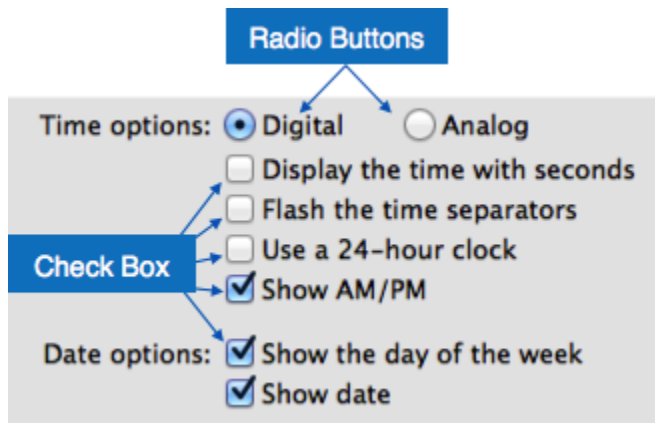 Radio Buttons
Time options: Digital Analog
Display the time with seconds
Flash the time separators
Use a 24-hour clock
Check Box
Show AM/PM
Date options: Show the day of the week
Show date